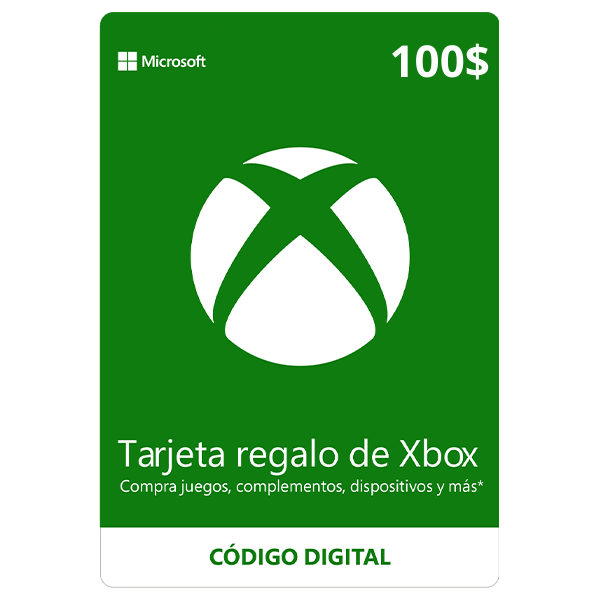 Microsoft
100$
Tarjeta regalo de Xbox
Compra juegos, complementos, dispositivos y más*
CÓDIGO DIGITAL